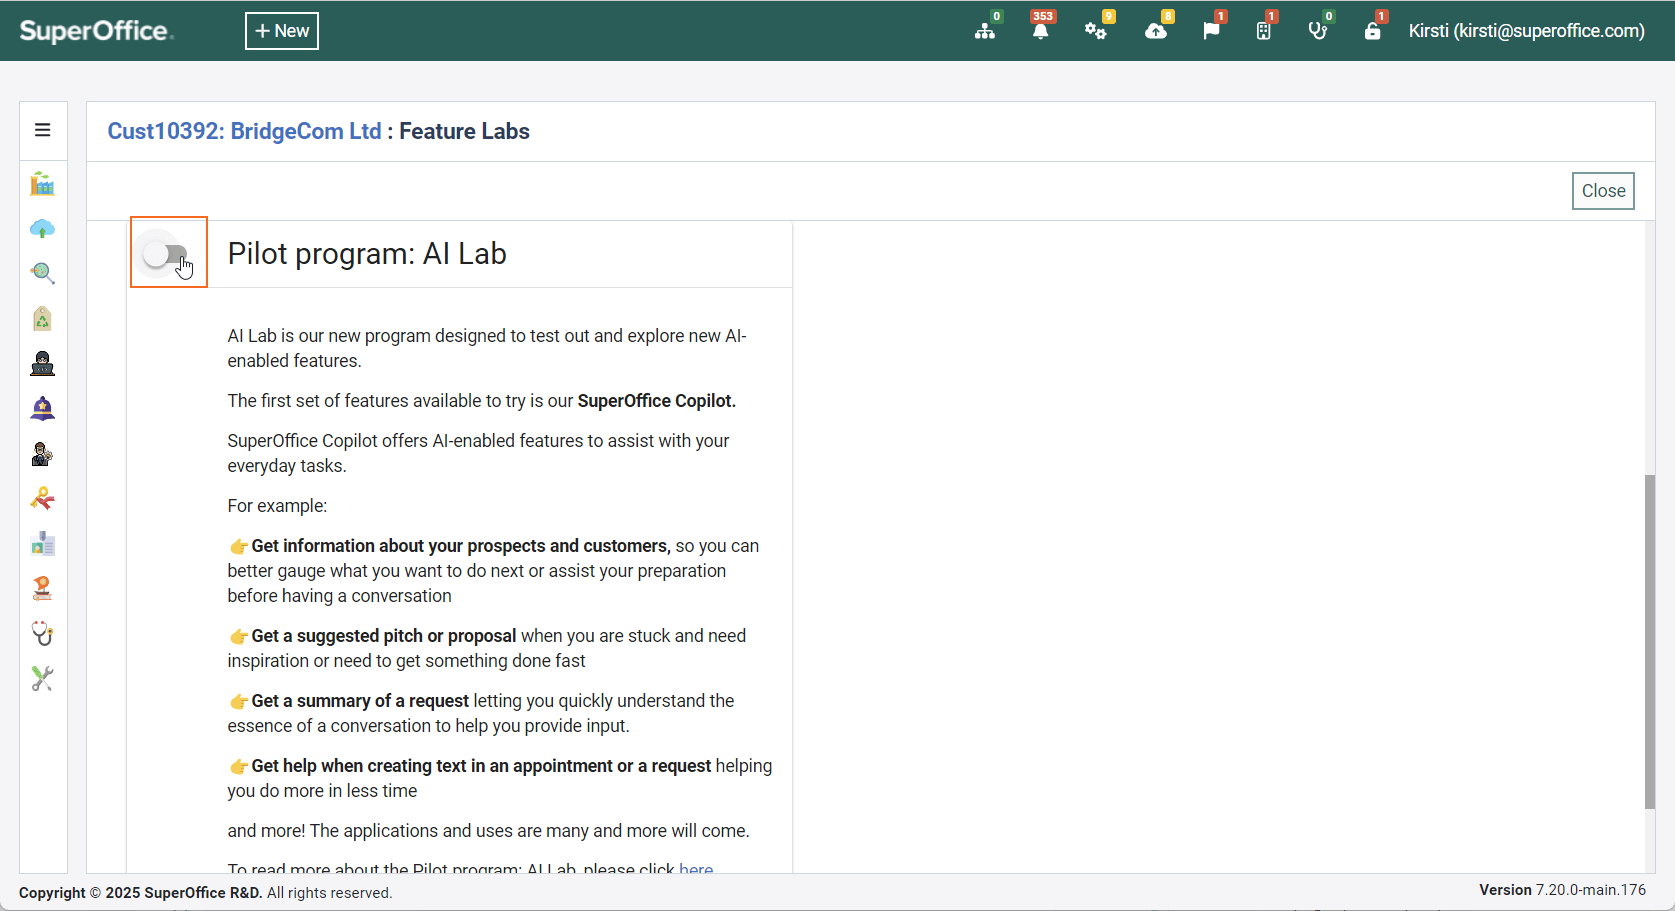 SuperOffice.
+ New
0 353 9 8 1 1 0 1
Kirsti (kirsti@superoffice.com)
Cust10392: BridgeCom Ltd : Feature Labs
Close
Pilot program: AI Lab
AI Lab is our new program designed to test out and explore new AI-
enabled features.
The first set of features available to try is our SuperOffice Copilot.
SuperOffice Copilot offers AI-enabled features to assist with your
everyday tasks.
For example:
👉Get information about your prospects and customers, so you can
better gauge what you want to do next or assist your preparation
before having a conversation
👉Get a suggested pitch or proposal when you are stuck and need
inspiration or need to get something done fast
👉Get a summary of a request letting you quickly understand the
essence of a conversation to help you provide input.
👉Get help when creating text in an appointment or a request helping
you do more in less time
and more! The applications and uses are many and more will come.
To read more about the Pilot program: AI Lab, please click here
Copyright © 2025 SuperOffice R&D. All rights reserved.
Version 7.20.0-main.176